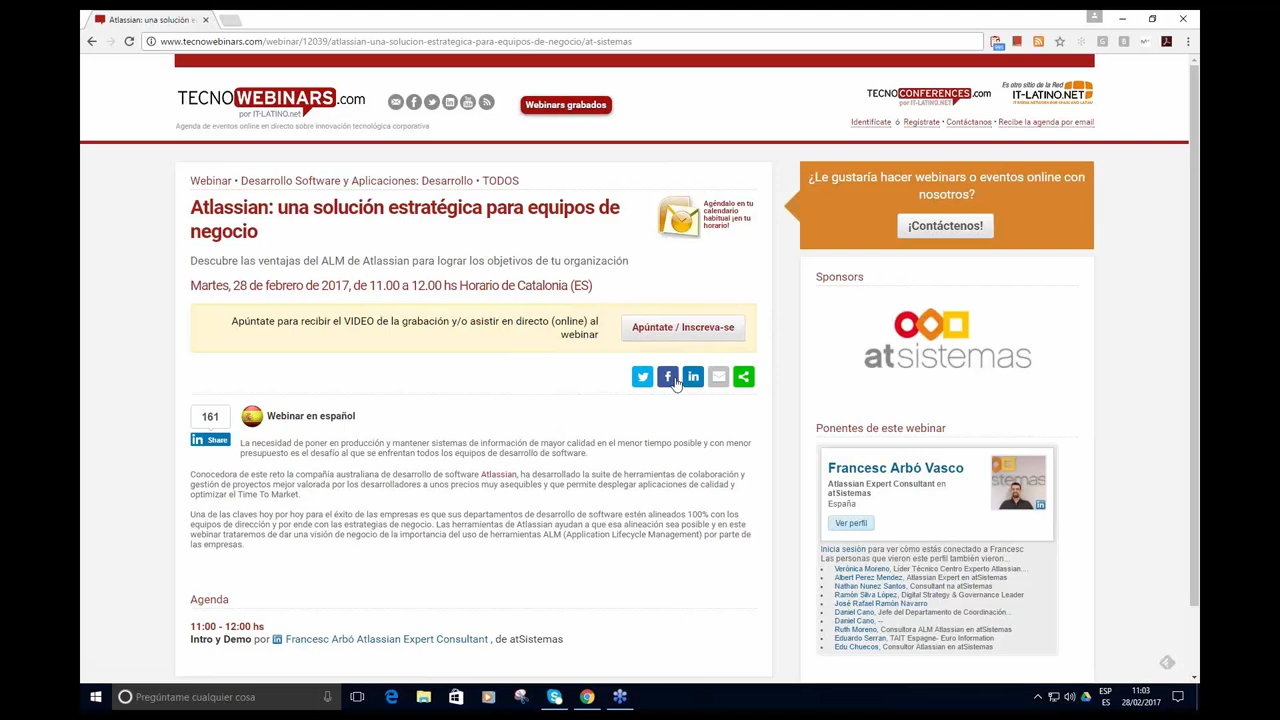 Atlassian: una solución e
www.tecnowebinars.com/webinar/12039/atlassian-una-solucion-estrategica-para-equipos-de-negocio/at-sistemas
TECNOWEBINARS.com
por IT-LATINO.net
Agenda de eventos online en directo sobre innovación tecnológica corporativa
Webinars grabados
TECNOCONFERENCES.com
por IT-LATINO.net
Es otro sitio de la Red
IT-LATINO.NET
Identifícate ó Regístrate • Contáctanos • Recibe la agenda por email
Webinar • Desarrollo Software y Aplicaciones: Desarrollo • TODOS
Atlassian: una solución estratégica para equipos de
negocio
Agéndalo en tu
calendario
habitual ¡en tu
horario!
Descubre las ventajas del ALM de Atlassian para lograr los objetivos de tu organización
Martes, 28 de febrero de 2017, de 11.00 a 12.00 hs Horario de Catalonia (ES)
Apúntate para recibir el VIDEO de la grabación y/o asistir en directo (online) al
webinar
Apúntate / Inscreva-se
161
in Share
Webinar en español
La necesidad de poner en producción y mantener sistemas de información de mayor calidad en el menor tiempo posible y con menor
presupuesto es el desafío al que se enfrentan todos los equipos de desarrollo de software.
Conocedora de este reto la compañía australiana de desarrollo de software Atlassian, ha desarrollado la suite de herramientas de colaboración y
gestión de proyectos mejor valorada por los desarrolladores a unos precios muy asequibles y que permite desplegar aplicaciones de calidad y
optimizar el Time To Market.
Una de las claves hoy por hoy para el éxito de las empresas es que sus departamentos de desarrollo de software estén alineados 100% con los
equipos de dirección y por ende con las estrategias de negocio. Las herramientas de Atlassian ayudan a que esa alineación sea posible y en este
webinar trataremos de dar una visión de negocio de la importancia del uso de herramientas ALM (Application Lifecycle Management) por parte de
las empresas.
Agenda
11:00 - 12:00 hs
Intro y Demo por in Francesc Arbó Atlassian Expert Consultant , de atSistemas
¿Le gustaría hacer webinars o eventos online con
nosotros?
¡Contáctenos!
Sponsors
atsistemas
Ponentes de este webinar
Francesc Arbó Vasco
Atlassian Expert Consultant en
atSistemas
España
Ver perfil
Inicia sesión para ver cómo estás conectado a Francesc
Las personas que vieron este perfil también vieron...
Verónica Moreno, Líder Técnico Centro Experto Atlassian...
Albert Perez Mendez, Atlassian Expert en atSistemas
Nathan Nunez Santos, Consultant na atSistemas
Ramón Silva López, Digital Strategy & Governance Leader
José Rafael Ramón Navarro
Daniel Cano, Jefe del Departamento de Coordinación...
Daniel Cano, --
Ruth Moreno, Consultora ALM Atlassian en atSistemas
Eduardo Serran, TAIT Espagne- Euro Information
Edu Chuecos, Consultor Atlassian en atSistemas
Pregúntame cualquier cosa
ESP
ES
11:03
28/02/2017